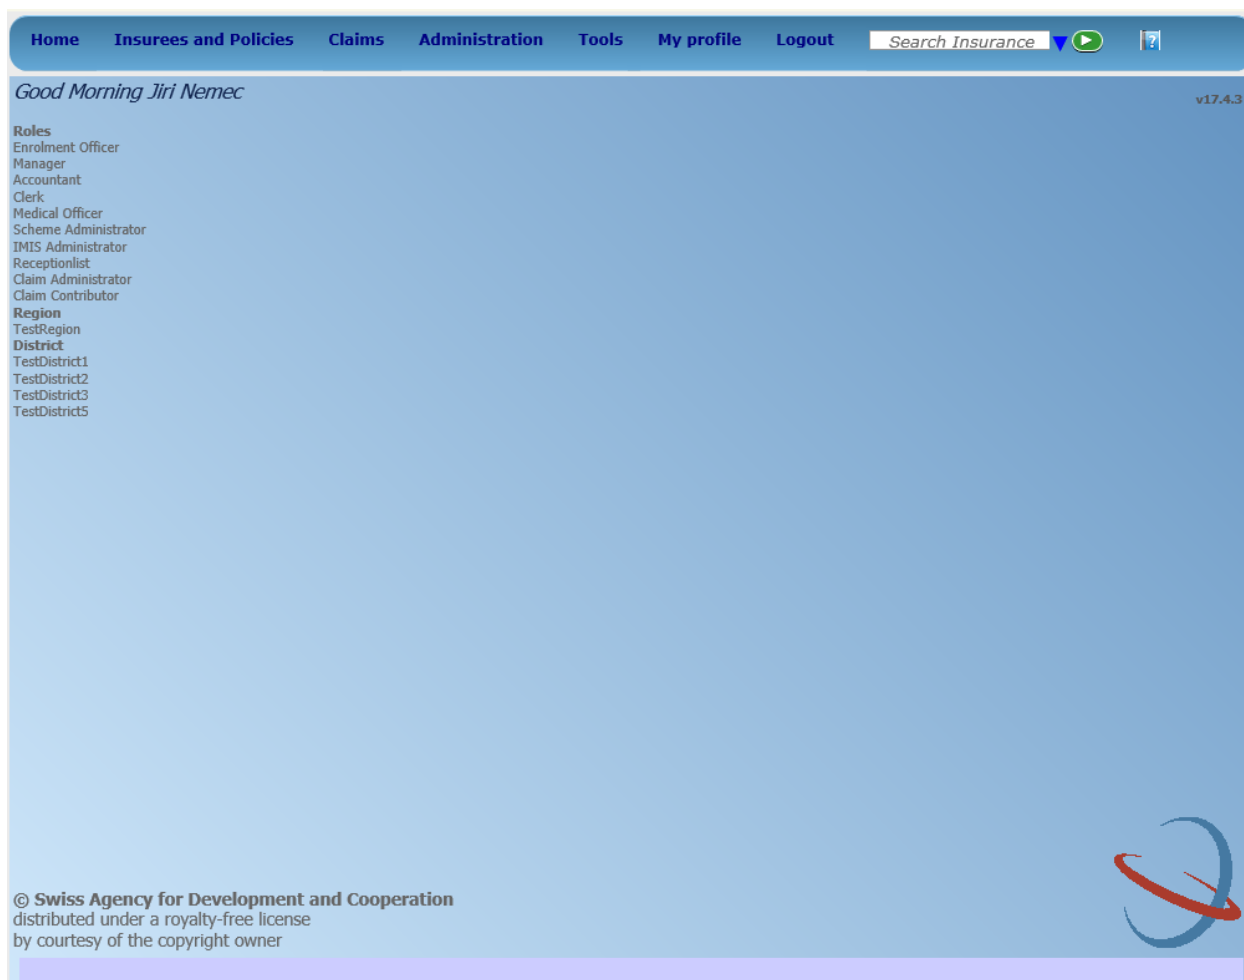 Home Insurees and Policies Claims Administration Tools My profile Logout Search Insurance ?
Good Morning Jiri Nemec
v17.4.3
Roles
Enrolment Officer
Manager
Accountant
Clerk
Medical Officer
Scheme Administrator
IMIS Administrator
Receptionlist
Claim Administrator
Claim Contributor
Region
TestRegion
District
TestDistrict1
TestDistrict2
TestDistrict3
TestDistrict5
© Swiss Agency for Development and Cooperation
distributed under a royalty-free license
by courtesy of the copyright owner